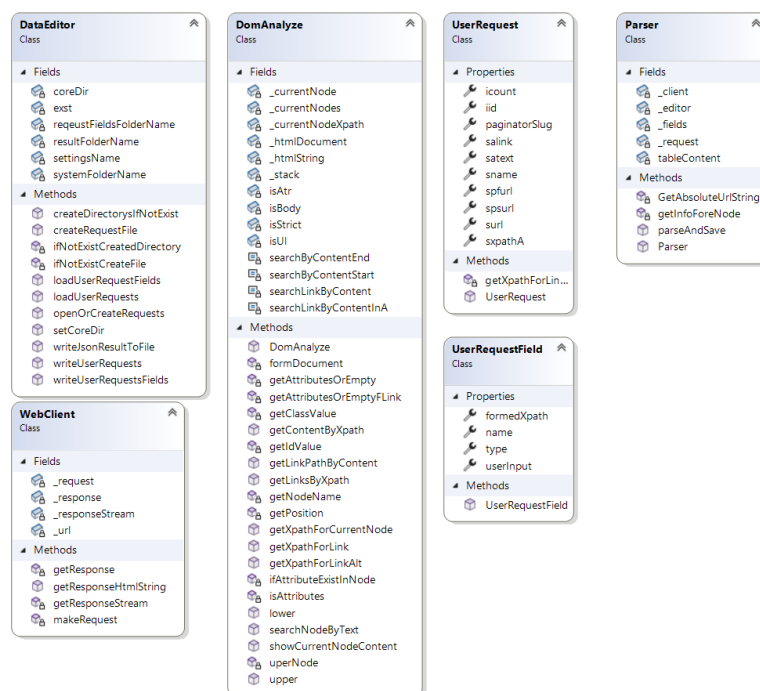 DataEditor
Class
Fields
coreDir
exst
reqeustFieldsFolderName
resultFolderName
settingsName
systemFolderName
Methods
createDirectorysIfNotExist
createRequestFile
ifNotExistCreatedDirectory
ifNotExistCreateFile
loadUserRequestFields
loadUserRequests
openOrCreateRequests
setCoreDir
writeJsonResultToFile
writeUserRequests
writeUserRequestsFields
WebClient
Class
Fields
_request
_response
_responseStream
_url
Methods
getResponse
getResponseHtmlString
getResponseStream
makeRequest
DomAnalyze
Class
Fields
_currentNode
_currentNodes
_currentNodeXpath
_htmlDocument
_htmlString
_stack
isAtr
isBody
isStrict
isUl
searchByContentEnd
searchByContentStart
searchLinkByContent
searchLinkByContentInA
Methods
DomAnalyze
formDocument
getAttributesOrEmpty
getAttributesOrEmptyFLink
getClassValue
getContentByXpath
getIdValue
getLinkPathByContent
getLinksByXpath
getNodeName
getPosition
getXpathForCurrentNode
getXpathForLink
getXpathForLinkAlt
ifAttributeExistInNode
isAttributes
lower
searchNodeByText
showCurrentNodeContent
uperNode
upper
UserRequest
Class
Properties
icount
iid
paginatorSlug
salink
satext
sname
spfurl
spsurl
surl
sxpathA
Methods
getXpathForLin...
UserRequest
UserRequestField
Class
Properties
formedXpath
name
type
userInput
Methods
UserRequestField
Parser
Class
Fields
_client
_editor
_fields
_request
tableContent
Methods
GetAbsoluteUrlString
getInfoForeNode
parseAndSave
Parser